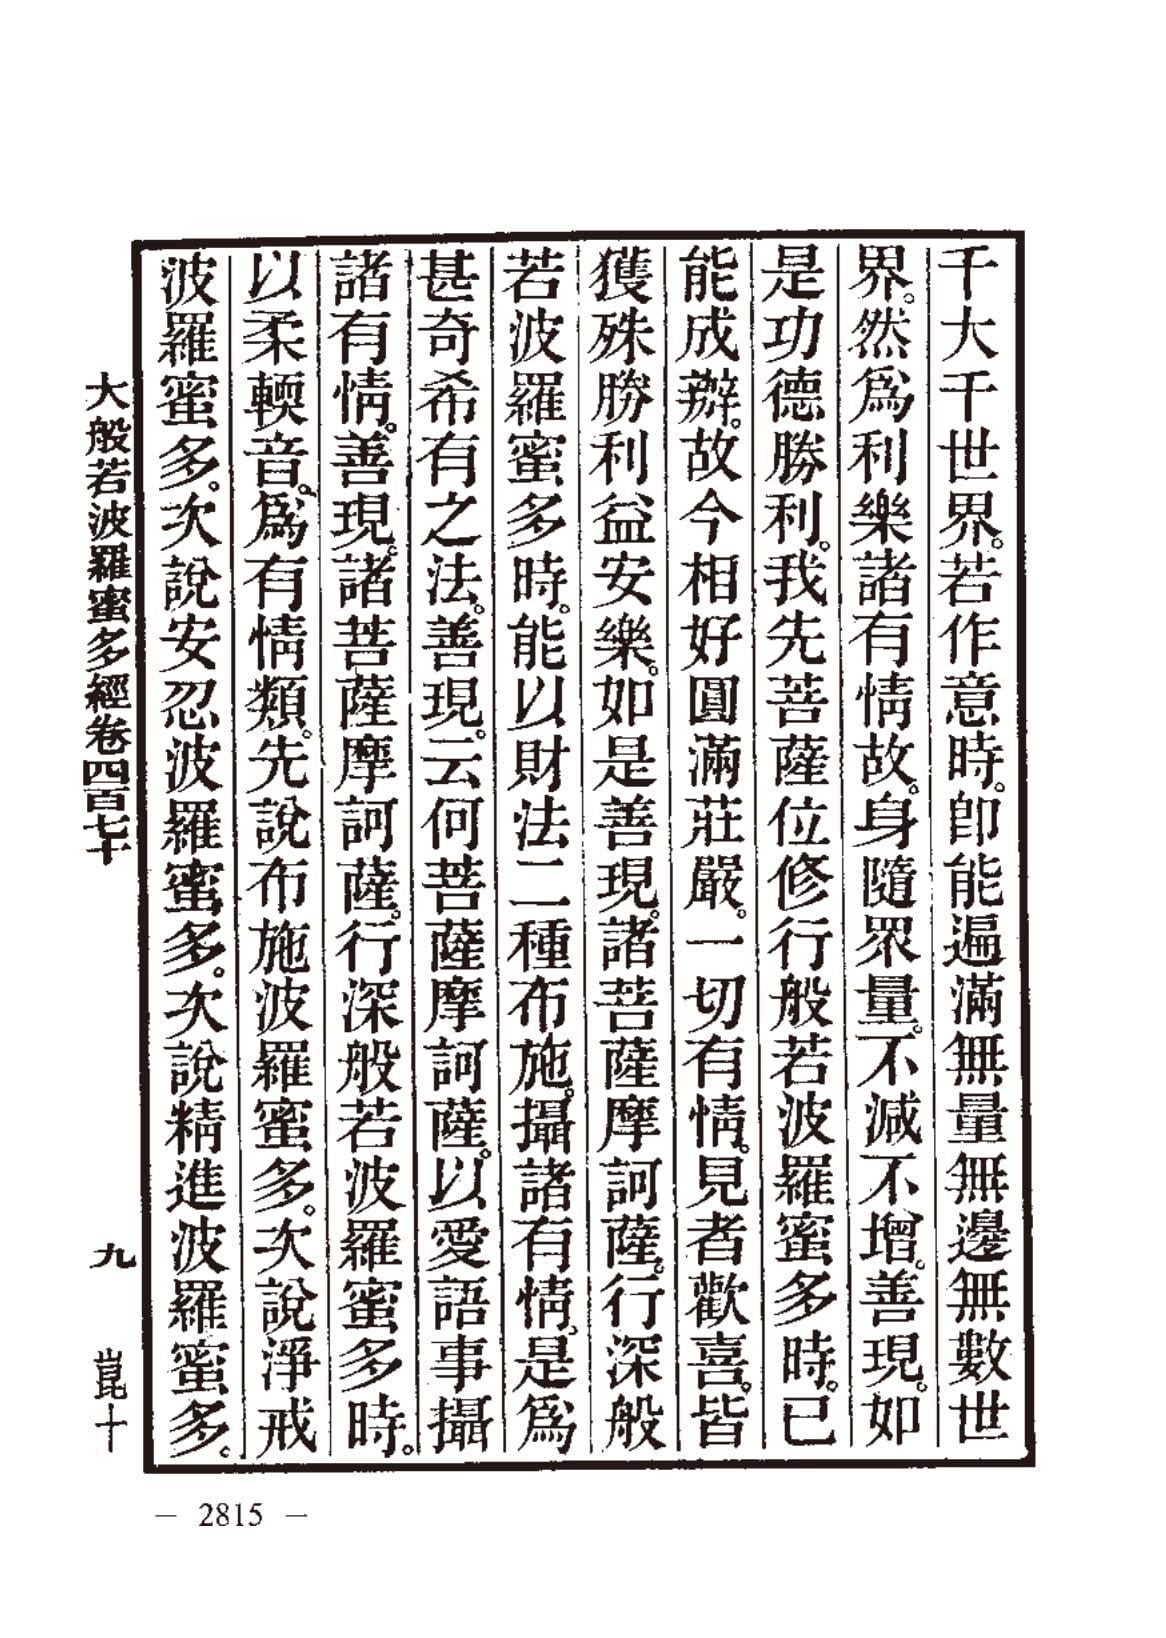 千大千世界。若作意時。卽能遍滿無量無邊無數世
界。然爲利樂諸有情故。身隨眾量。不減不增。善現。如
是功德勝利。我先菩薩位修行般若波羅蜜多時。已
能成辦。故今相好圓滿莊嚴。一切有情。見者歡喜。皆
獲殊勝利益安樂。如是善現。諸菩薩摩訶薩。行深般
若波羅蜜多時。能以財法二種布施。攝諸有情、是爲
甚奇希有之法。善現。云何菩薩摩訶薩。以愛語事攝
諸有情。善現。諸菩薩摩訶薩。行深般若波羅蜜多時。
以柔輭音。爲有情類。先說布施波羅蜜多。次說淨戒
波羅蜜多。次說安忍波羅蜜多。次說精進波羅蜜多。
大般若波羅蜜多經卷四百七十 九 崑十
— 2815 —